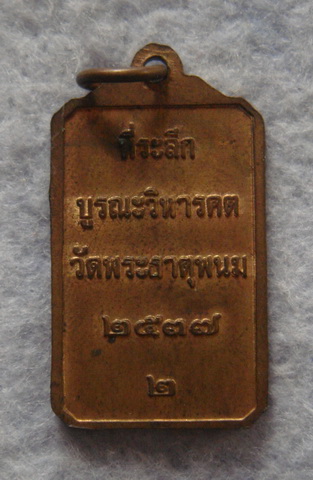 ที่ระลึก
บูรณะวิหารคต
วัดพระธาตุพนม
๒๕๓๗
๒